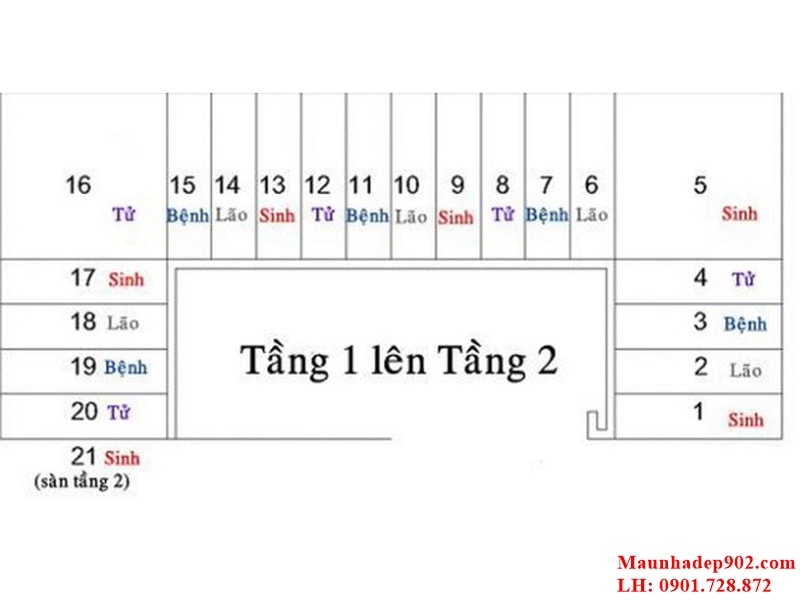 16 15 14 13 12 11 10 9 8 7 6 5
Tử Bệnh Lão Sinh Tử Bệnh Lão Sinh Tử Bệnh Lão Sinh
17 Sinh 4 Tử
18 Lão 3 Bệnh
19 Bệnh 2 Lão
20 Tử 1 Sinh
Tầng 1 lên Tầng 2
21 Sinh
(sàn tầng 2)
Maunhadep902.com
LH: 0901.728.872